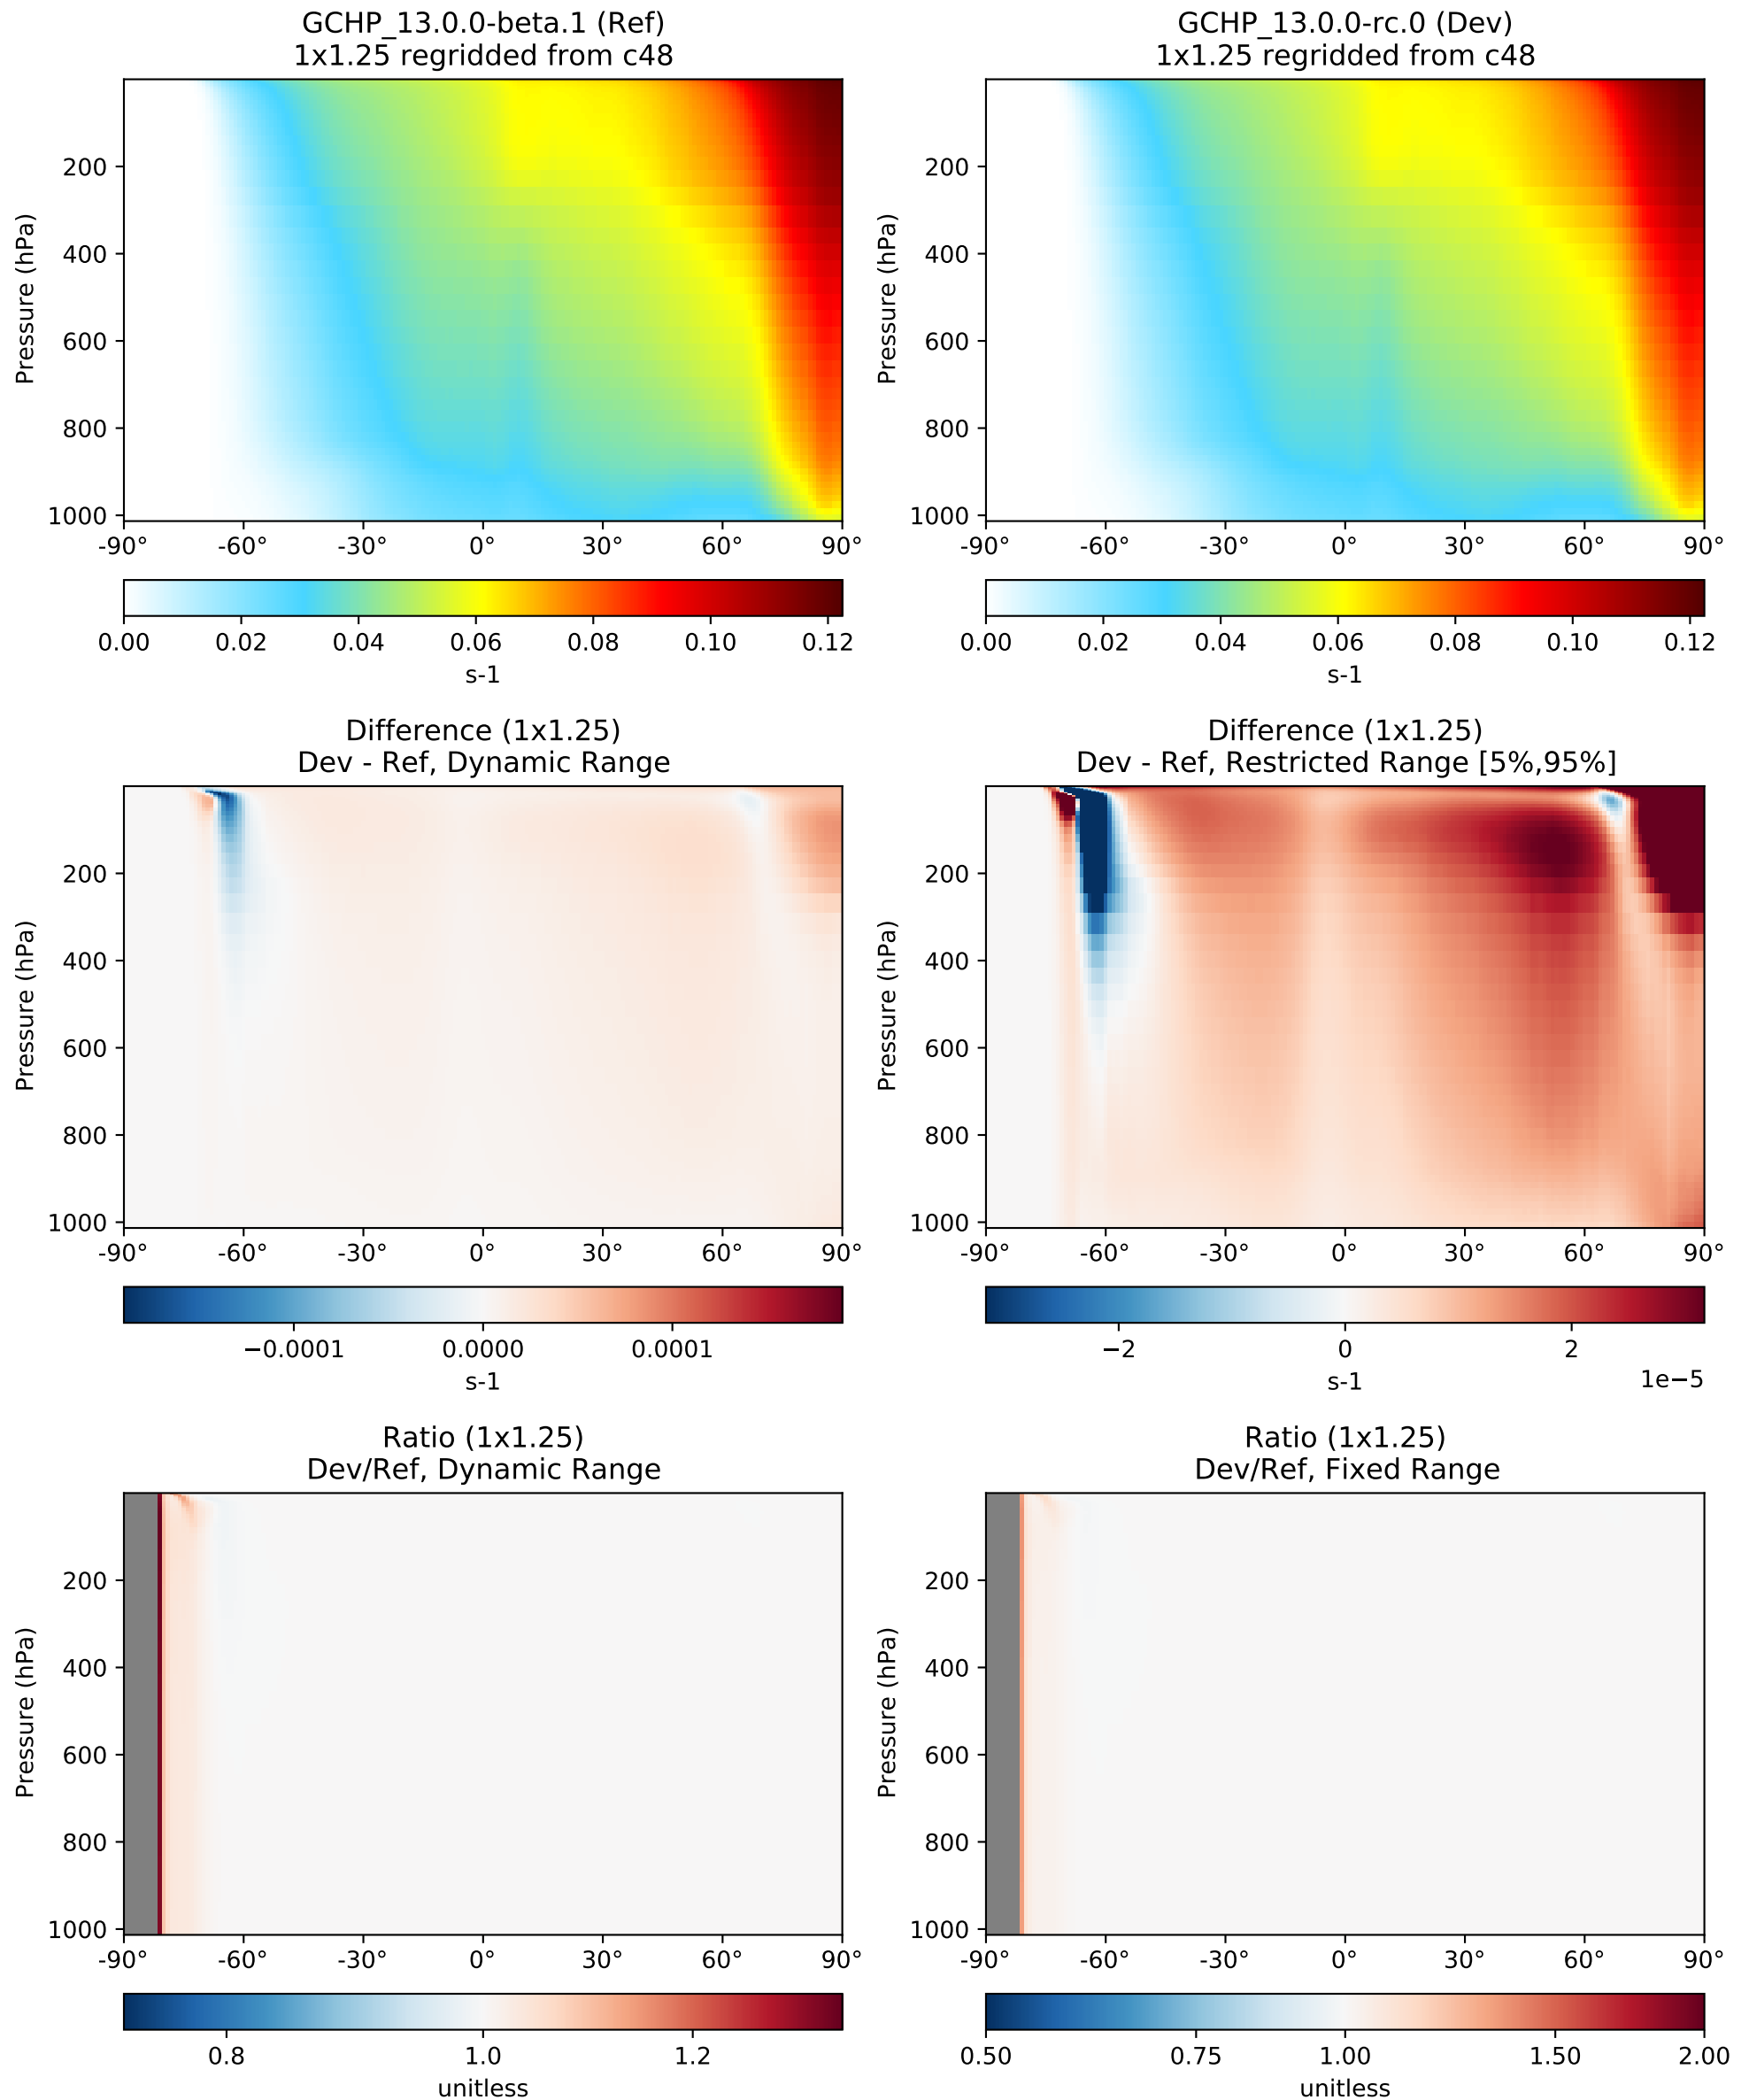 GCHP_13.0.0-beta.1 (Ref)
1x1.25 regridded from c48
Pressure (hPa)
200
400
600
800
1000
-90° -60° -30° 0° 30° 60° 90°
0.00 0.02 0.04 0.06 0.08 0.10 0.12
s-1
GCHP_13.0.0-rc.0 (Dev)
1x1.25 regridded from c48
Pressure (hPa)
200
400
600
800
1000
-90° -60° -30° 0° 30° 60° 90°
0.00 0.02 0.04 0.06 0.08 0.10 0.12
s-1
Difference (1x1.25)
Dev - Ref, Dynamic Range
Pressure (hPa)
200
400
600
800
1000
-90° -60° -30° 0° 30° 60° 90°
−0.0001 0.0000 0.0001
s-1
Difference (1x1.25)
Dev - Ref, Restricted Range [5%,95%]
Pressure (hPa)
200
400
600
800
1000
-90° -60° -30° 0° 30° 60° 90°
−2 0 2
s-1 1e−5
Ratio (1x1.25)
Dev/Ref, Dynamic Range
Pressure (hPa)
200
400
600
800
1000
-90° -60° -30° 0° 30° 60° 90°
0.8 1.0 1.2
unitless
Ratio (1x1.25)
Dev/Ref, Fixed Range
Pressure (hPa)
200
400
600
800
1000
-90° -60° -30° 0° 30° 60° 90°
0.50 0.75 1.00 1.50 2.00
unitless